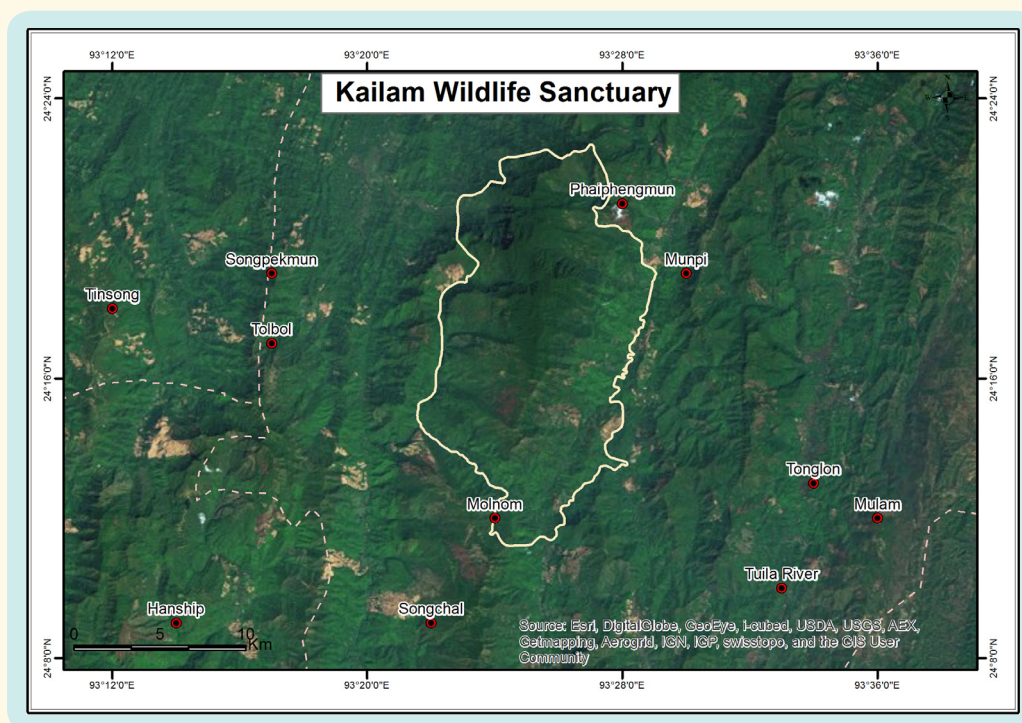 93°12'0"E
93°20'0"E
93°28'0"E
93°36'0"E
Kailam Wildlife Sanctuary
24°24'0"N
24°24'0"N
Phaiphengmun
Songpekmun
Munpi
Tinsong
Tolbol
24°16'0"N
24°16'0"N
Tonglon
Molnom
Mulam
Tuila River
Hanship
Songchal
0 5 10
Km
Source: Esri, DigitalGlobe, GeoEye, i-cubed, USDA, USGS, AEX,
Getmapping, Aerogrid, IGN, IGP, swisstopo, and the GIS User
Community
24°8'0"N
24°8'0"N
93°12'0"E
93°20'0"E
93°28'0"E
93°36'0"E